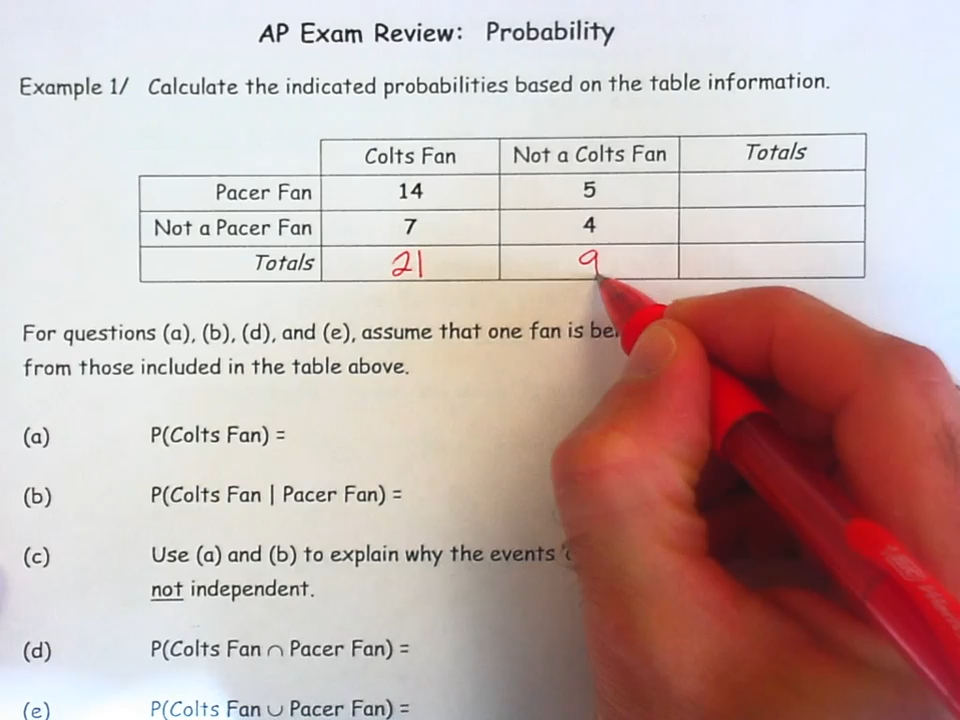 AP Exam Review: Probability
Example 1/ Calculate the indicated probabilities based on the table information.
Colts Fan Not a Colts Fan Totals
Pacer Fan 14 5
Not a Pacer Fan 7 4
Totals 21 9
For questions (a), (b), (d), and (e), assume that one fan is
from those included in the table above.
(a) P(Colts Fan) =
(b) P(Colts Fan | Pacer Fan) =
(c) Use (a) and (b) to explain why the events
not independent.
(d) P(Colts Fan ∩ Pacer Fan) =
(e) P(Colts Fan ∪ Pacer Fan) =